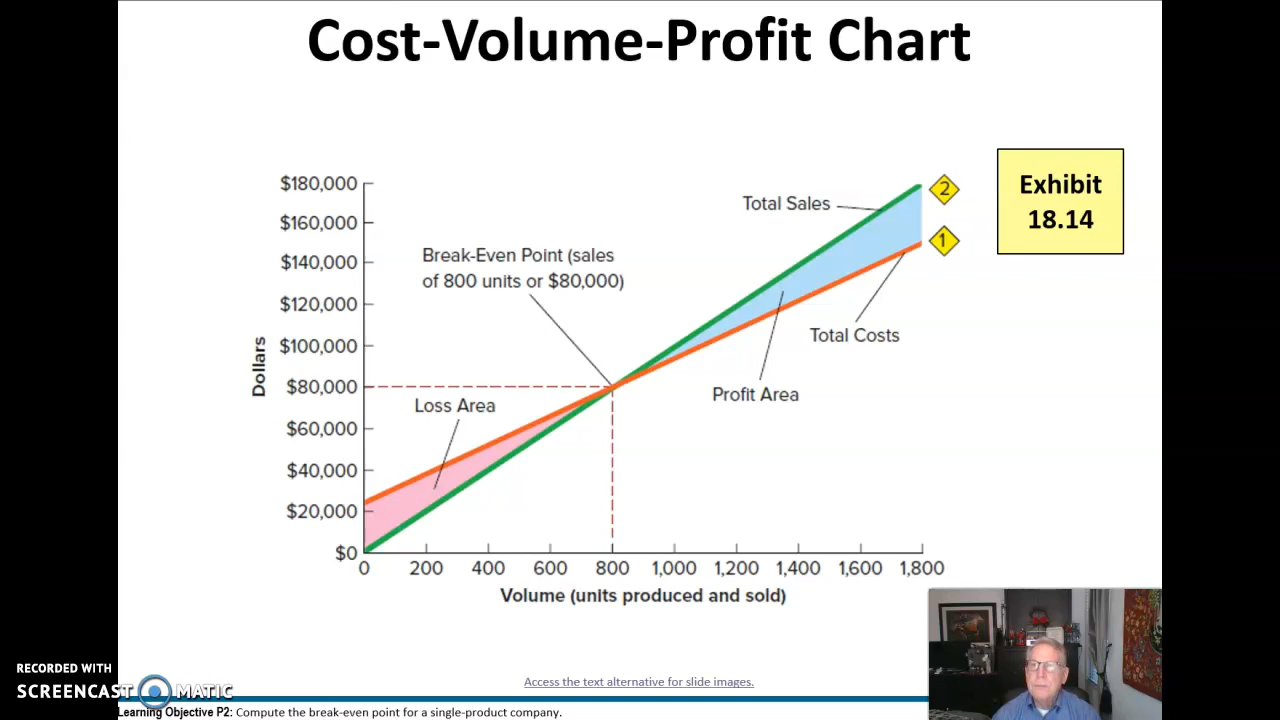 Cost-Volume-Profit Chart
Exhibit
18.14
$180,000
$160,000
$140,000
$120,000
$100,000
$80,000
$60,000
$40,000
$20,000
$0
Dollars
Total Sales
2
1
Break-Even Point (sales
of 800 units or $80,000)
Total Costs
Profit Area
Loss Area
0 200 400 600 800 1,000 1,200 1,400 1,600 1,800
Volume (units produced and sold)
Access the text alternative for slide images.
RECORDED WITH
SCREENCAST MATIC
Learning Objective P2: Compute the break-even point for a single-product company.